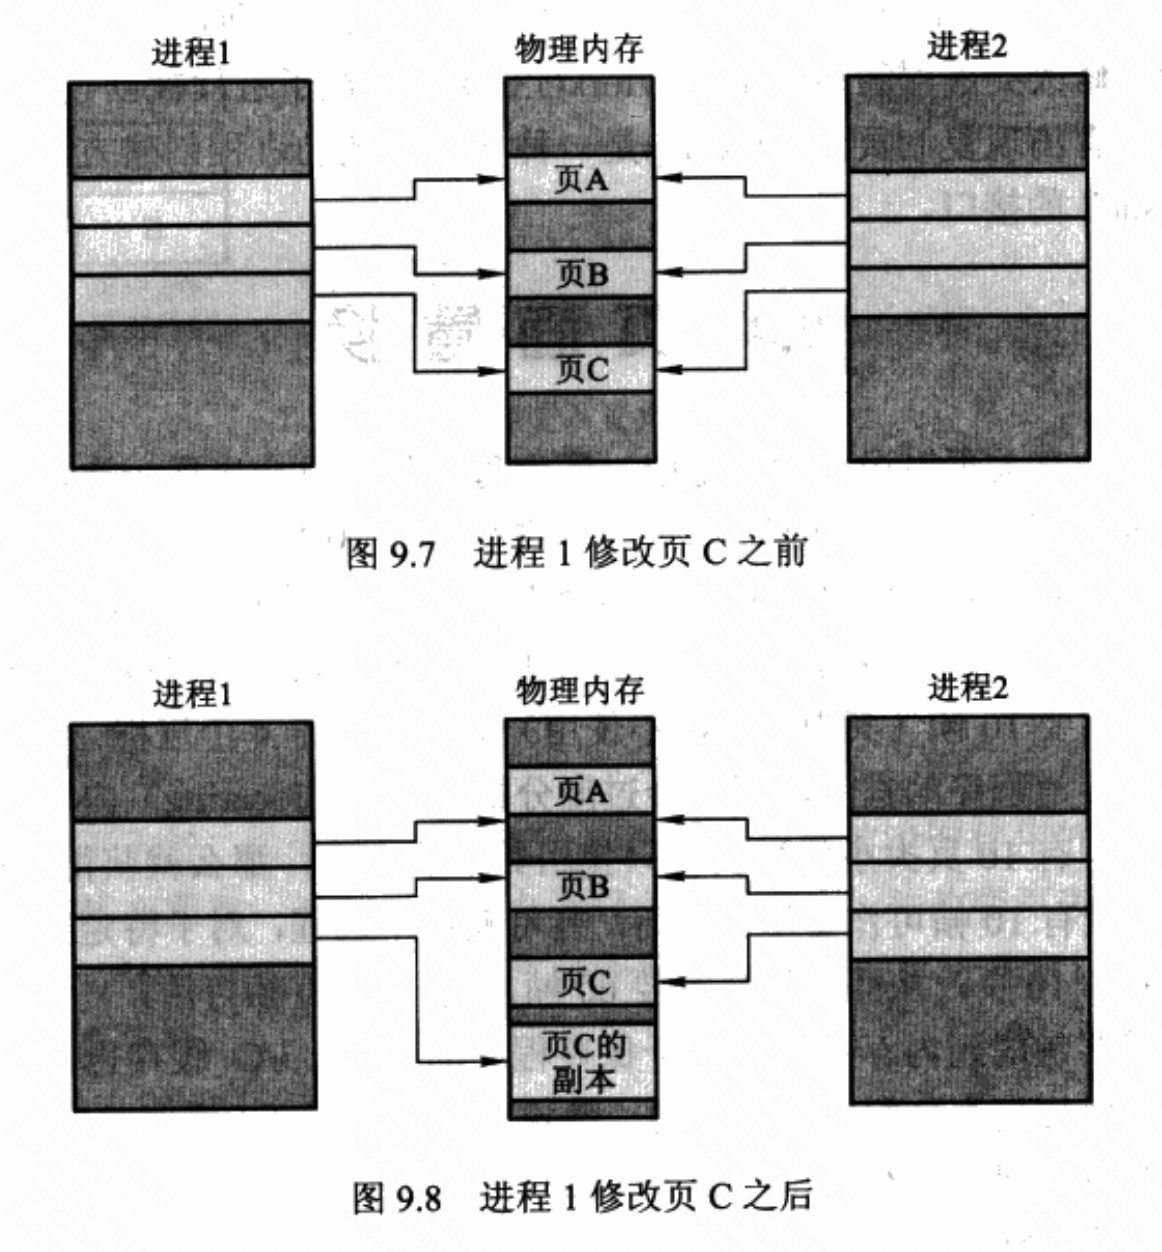 进程1
物理内存
进程2
页A
页B
页C
图 9.7 进程 1 修改页 C 之前
进程1
物理内存
进程2
页A
页B
页C
页C的
副本
图 9.8 进程 1 修改页 C 之后